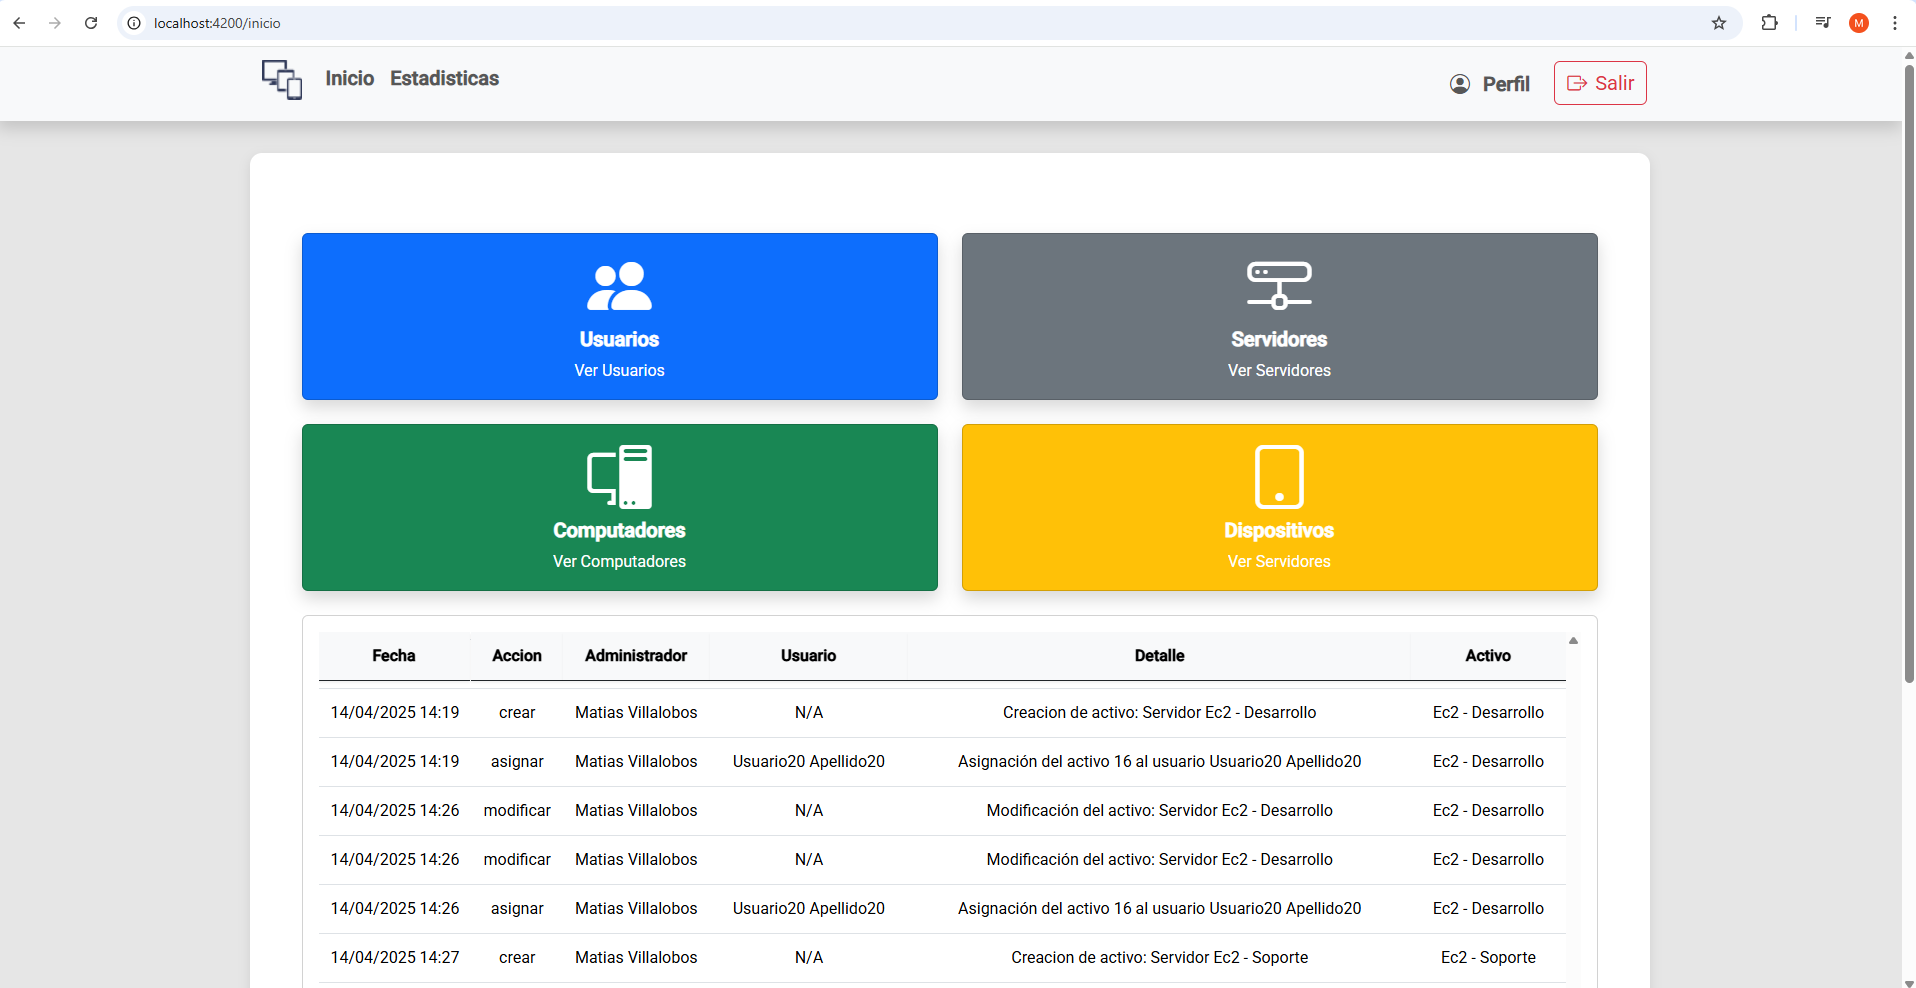 localhost:4200/inicio
M
Inicio Estadisticas
Perfil Salir
Usuarios
Ver Usuarios
Servidores
Ver Servidores
Computadores
Ver Computadores
Dispositivos
Ver Servidores
Fecha Accion Administrador Usuario Detalle Activo
14/04/2025 14:19 crear Matias Villalobos N/A Creacion de activo: Servidor Ec2 - Desarrollo Ec2 - Desarrollo
14/04/2025 14:19 asignar Matias Villalobos Usuario20 Apellido20 Asignación del activo 16 al usuario Usuario20 Apellido20 Ec2 - Desarrollo
14/04/2025 14:26 modificar Matias Villalobos N/A Modificación del activo: Servidor Ec2 - Desarrollo Ec2 - Desarrollo
14/04/2025 14:26 modificar Matias Villalobos N/A Modificación del activo: Servidor Ec2 - Desarrollo Ec2 - Desarrollo
14/04/2025 14:26 asignar Matias Villalobos Usuario20 Apellido20 Asignación del activo 16 al usuario Usuario20 Apellido20 Ec2 - Desarrollo
14/04/2025 14:27 crear Matias Villalobos N/A Creacion de activo: Servidor Ec2 - Soporte Ec2 - Soporte